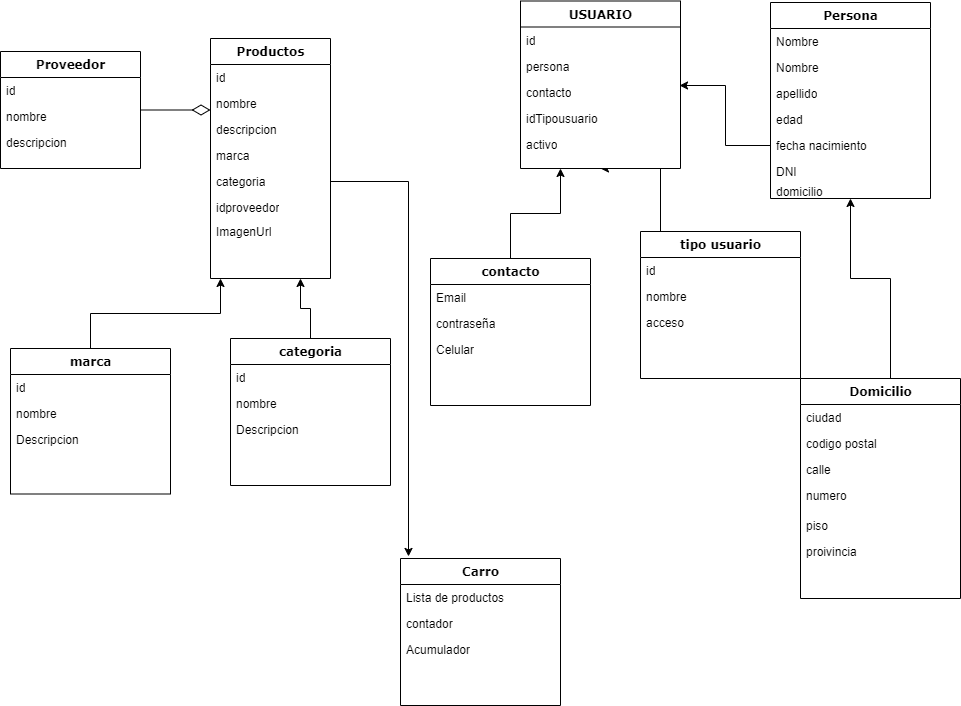 Proveedor
id
nombre
descripcion
Productos
id
nombre
descripcion
marca
categoria
idproveedor
ImagenUrl
USUARIO
id
persona
contacto
idTipousuario
activo
Persona
Nombre
Nombre
apellido
edad
fecha nacimiento
DNI
domicilio
marca
id
nombre
Descripcion
categoria
id
nombre
Descripcion
contacto
Email
contraseña
Celular
tipo usuario
id
nombre
acceso
Domicilio
ciudad
codigo postal
calle
numero
piso
proivincia
Carro
Lista de productos
contador
Acumulador